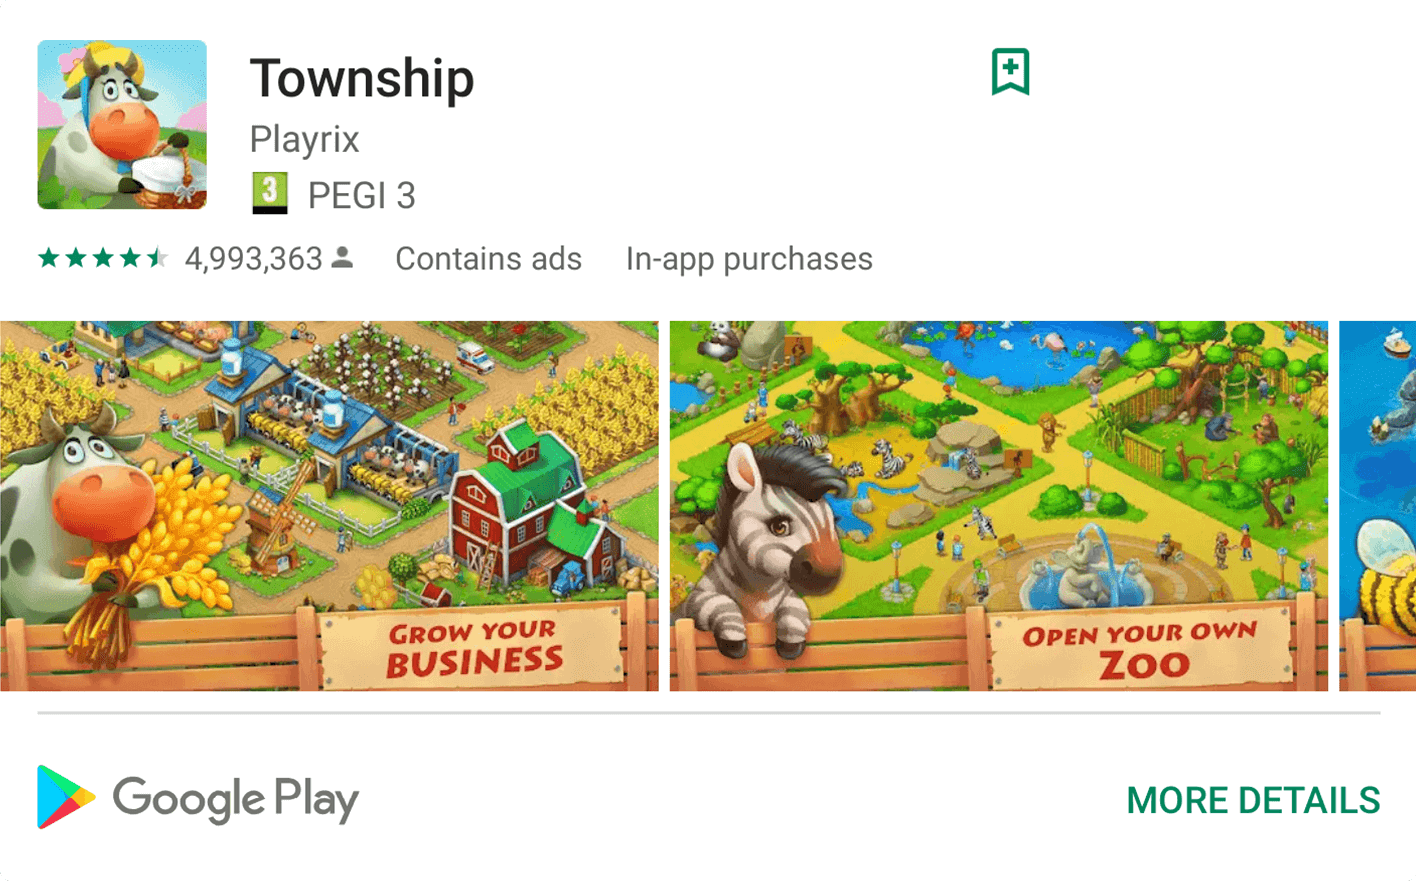 Township
Playrix
3 PEGI 3
4,993,363 Contains ads In-app purchases
GROW YOUR
BUSINESS
OPEN YOUR OWN
ZOO
Google Play MORE DETAILS